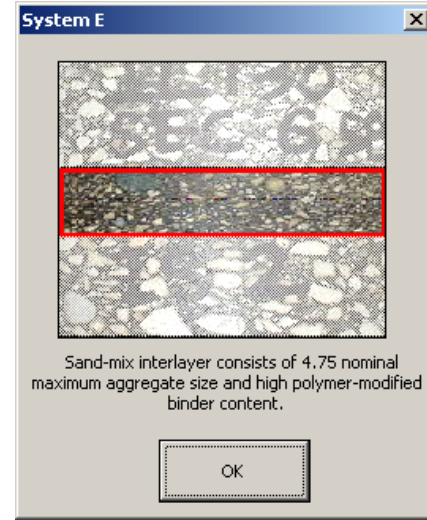 System E
Sand-mix interlayer consists of 4.75 nominal
maximum aggregate size and high polymer-modified
binder content.
OK